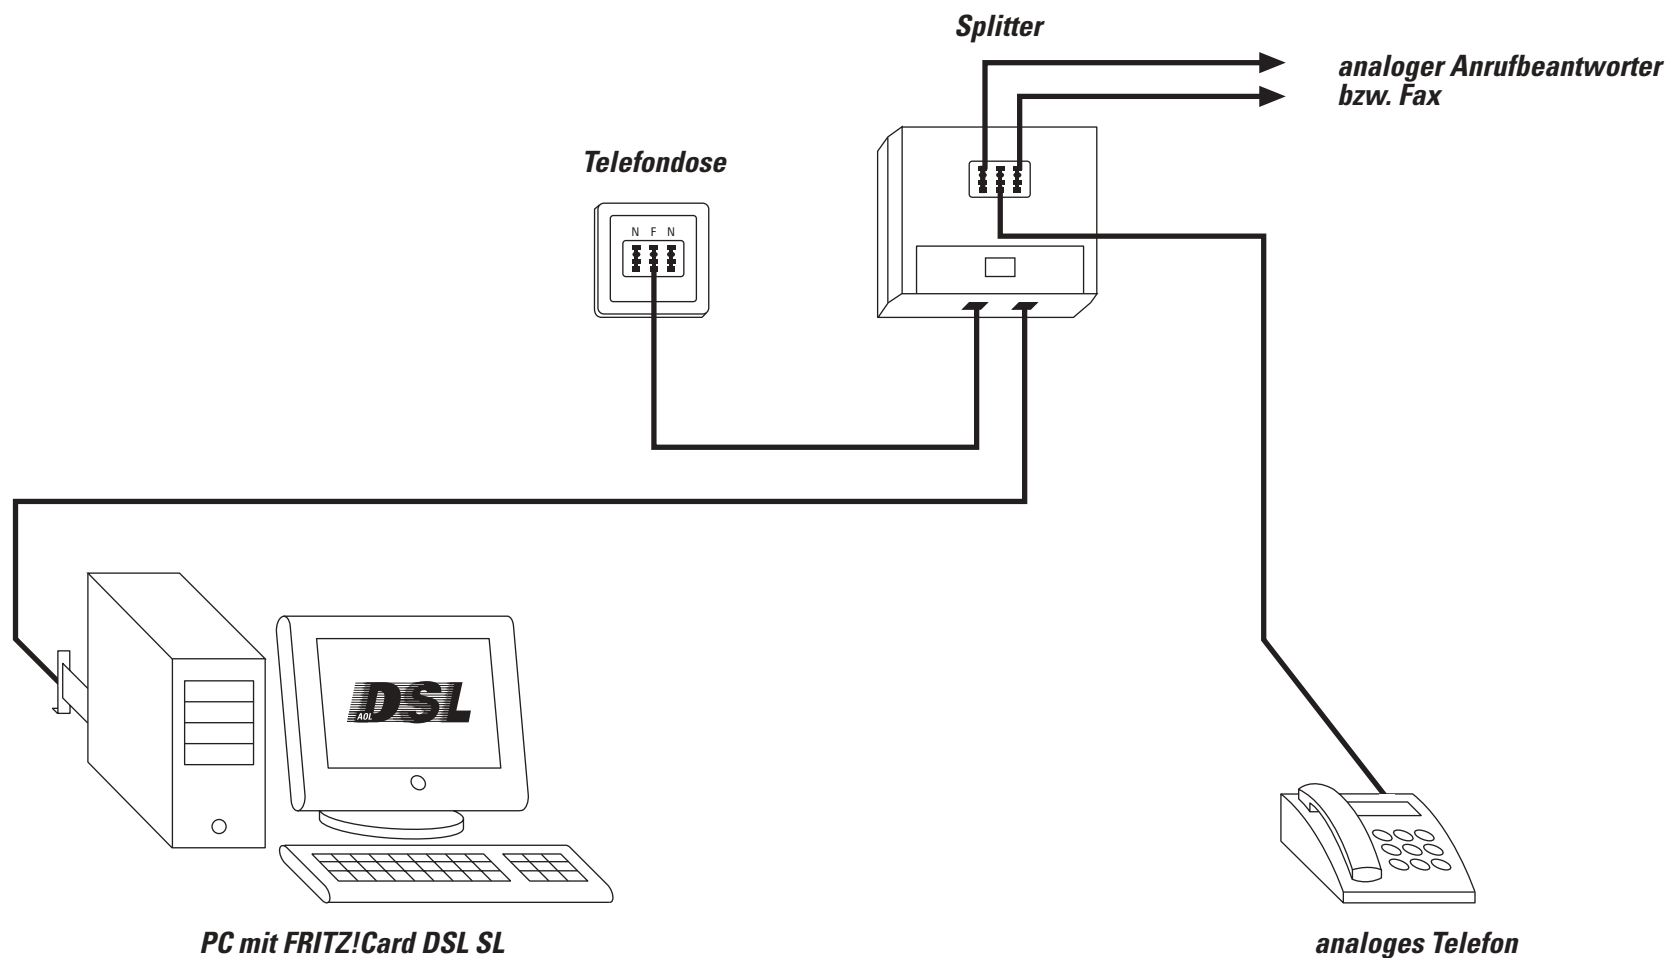 Splitter
analoger Anrufbeantworter
bzw. Fax
Telefondose
N F N
AOL DSL
PC mit FRITZ!Card DSL SL
analoges Telefon